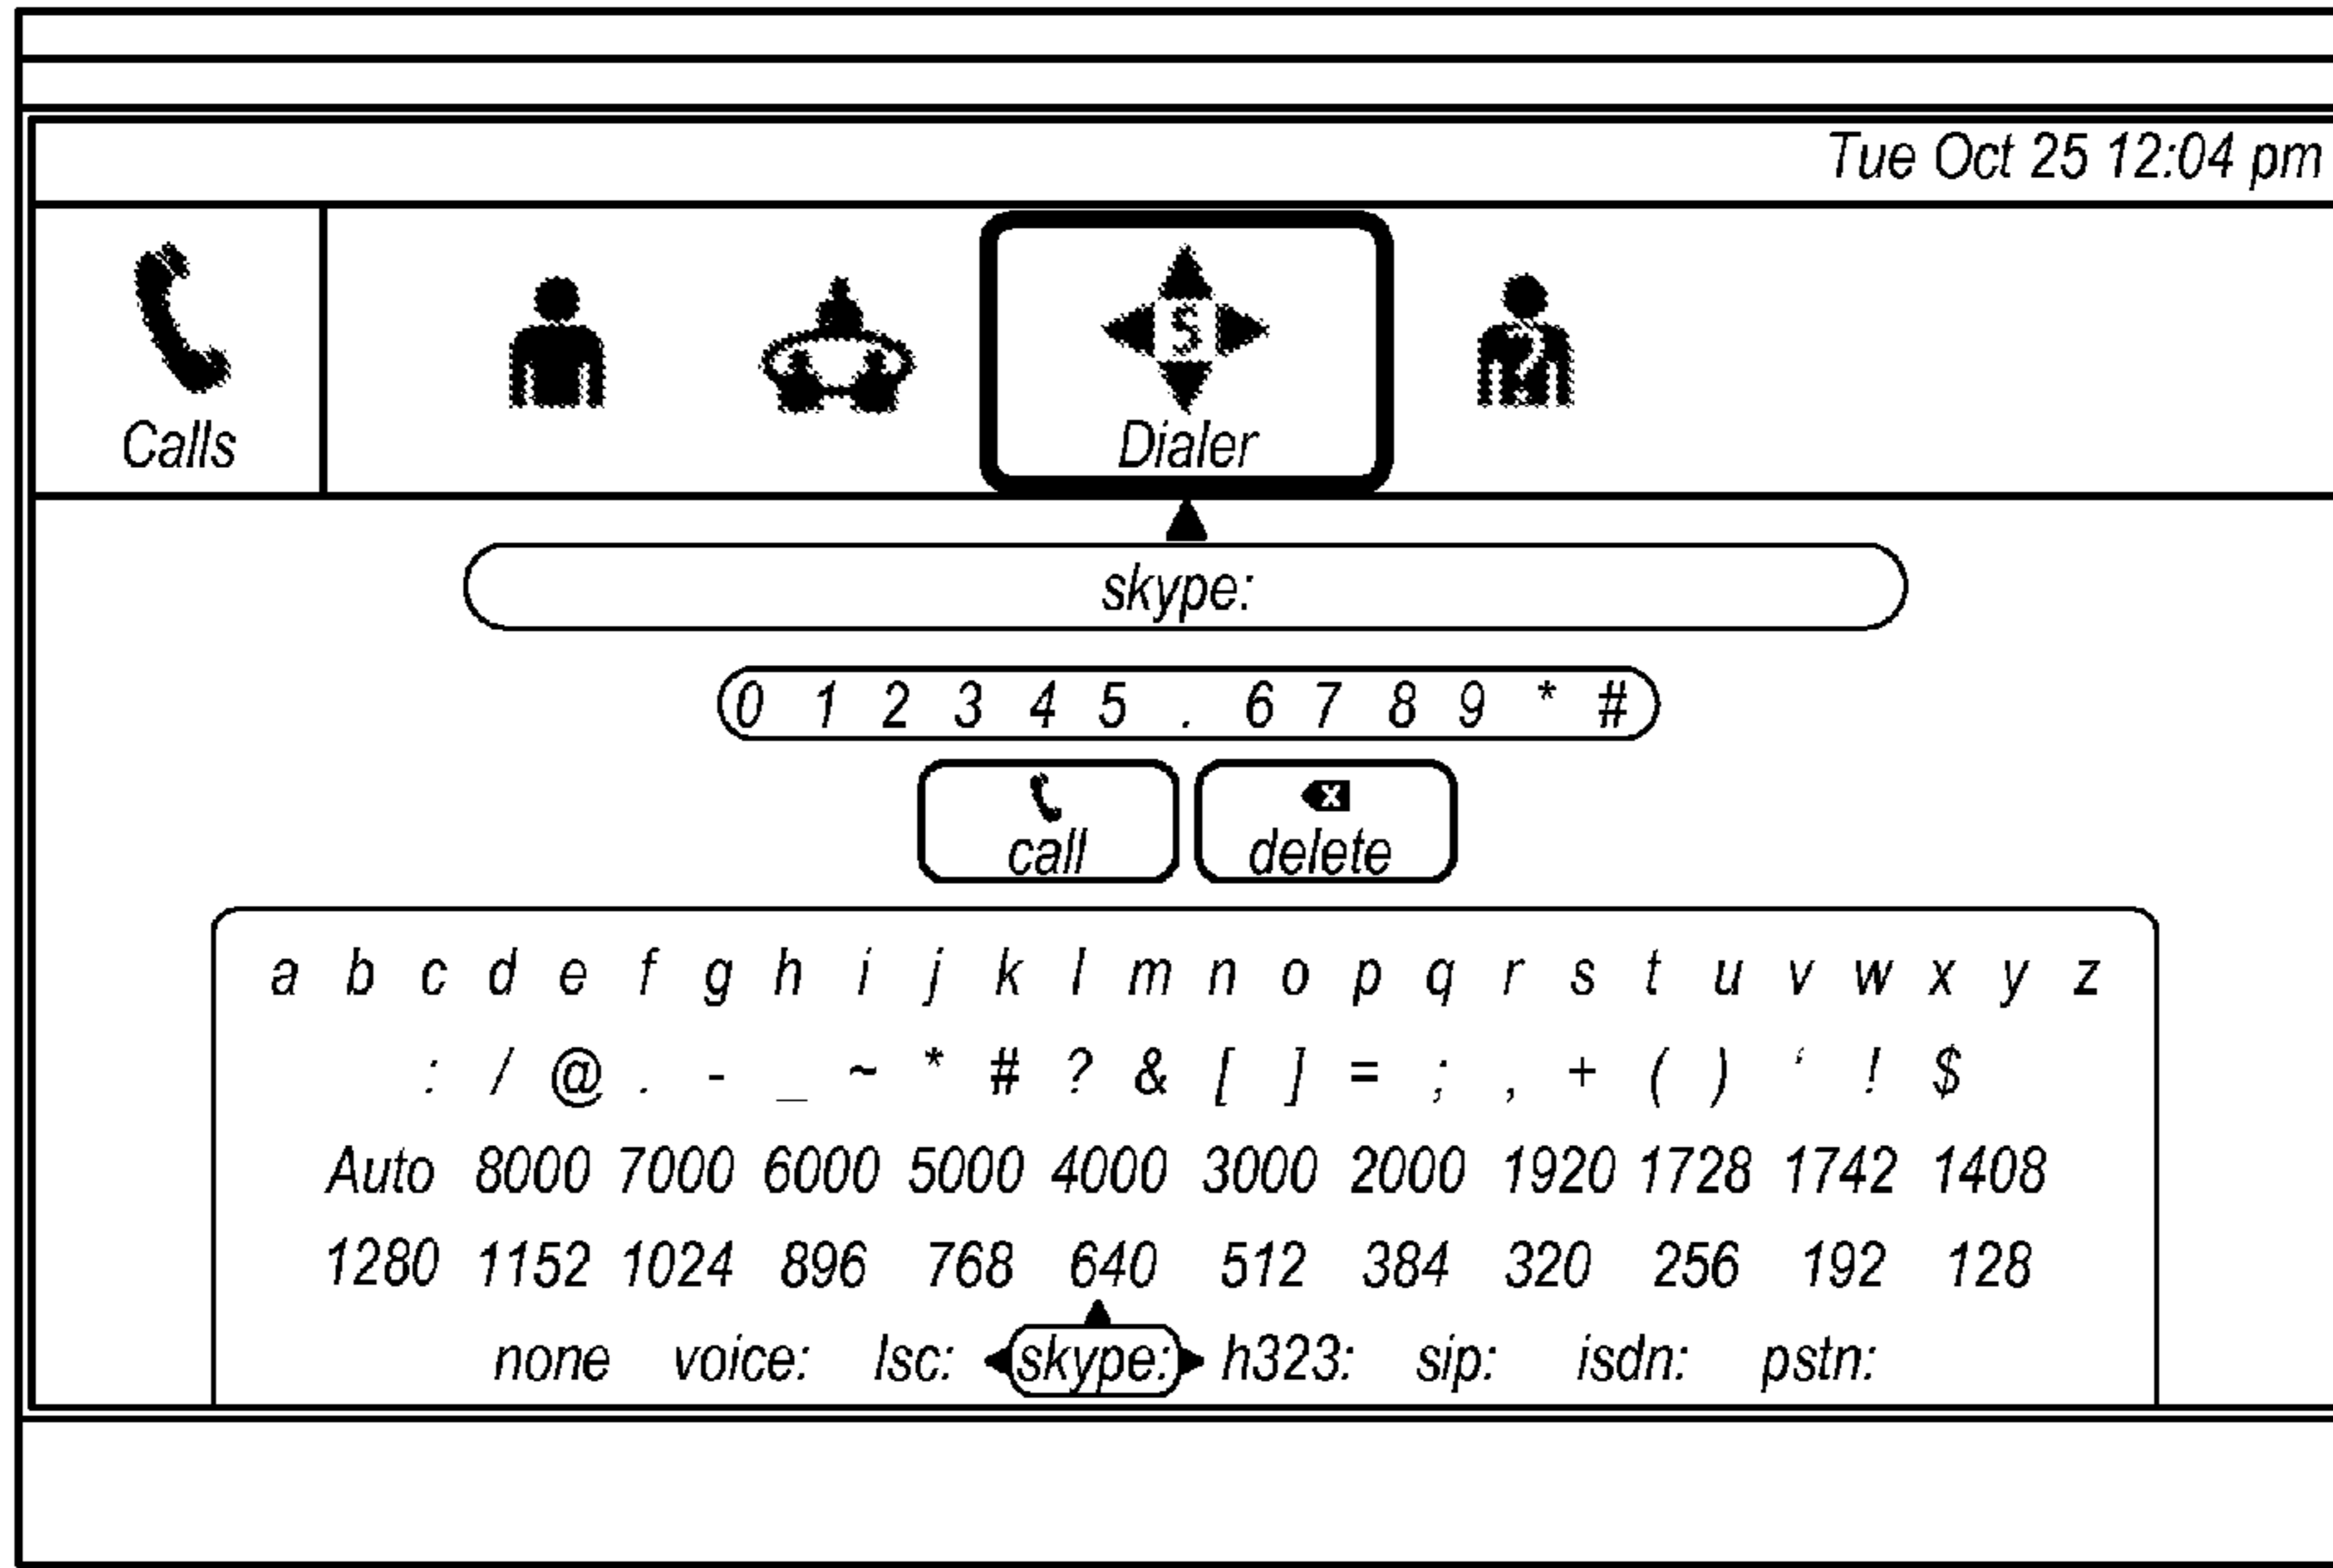 Tue Oct 25 12:04 pm
S
Calls
Dialer
skype:
0 1 2 3 4 5 . 6 7 8 9 * #
call delete
a b c d e f g h i j k l m n o p q r s t u v w x y z
: / @ . - _ ~ * # ? & [ ] = ; , + ( ) ‘ ! $
Auto 8000 7000 6000 5000 4000 3000 2000 1920 1728 1742 1408
1280 1152 1024 896 768 640 512 384 320 256 192 128
none voice: lsc: skype: h323: sip: isdn: pstn: